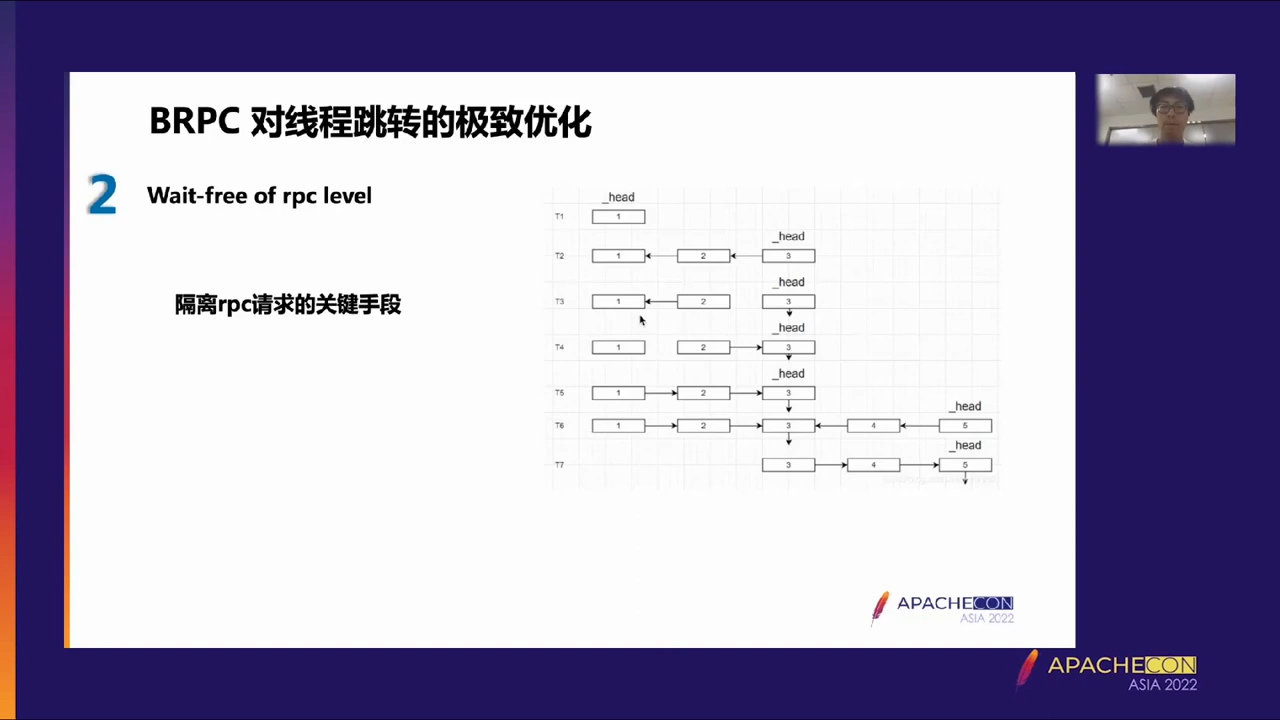 BRPC 对线程跳转的极致优化
2
Wait-free of rpc level
隔离rpc请求的关键手段
_head
T1 1
_head
T2 1 2 3
_head
T3 1 2 3
_head
T4 1 2 3
_head
T5 1 2 3
_head
T6 1 2 3 4 5
_head
T7 3 4 5
APACHECON
ASIA 2022
APACHECON
ASIA 2022